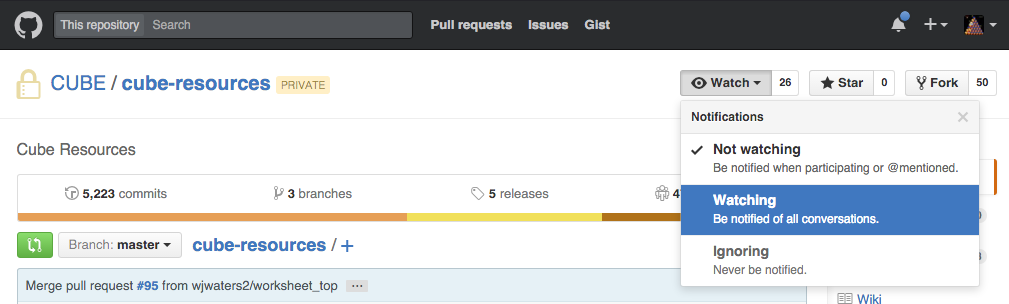 This repository Search Pull requests Issues Gist
CUBE / cube-resources PRIVATE Watch 26 Star 0 Fork 50
Notifications
Cube Resources
Not watching
Be notified when participating or @mentioned.
5,223 commits 3 branches 5 releases
Watching
Be notified of all conversations.
Branch: master cube-resources / +
Ignoring
Never be notified.
Merge pull request #95 from wjwaters2/worksheet_top ...
Wiki